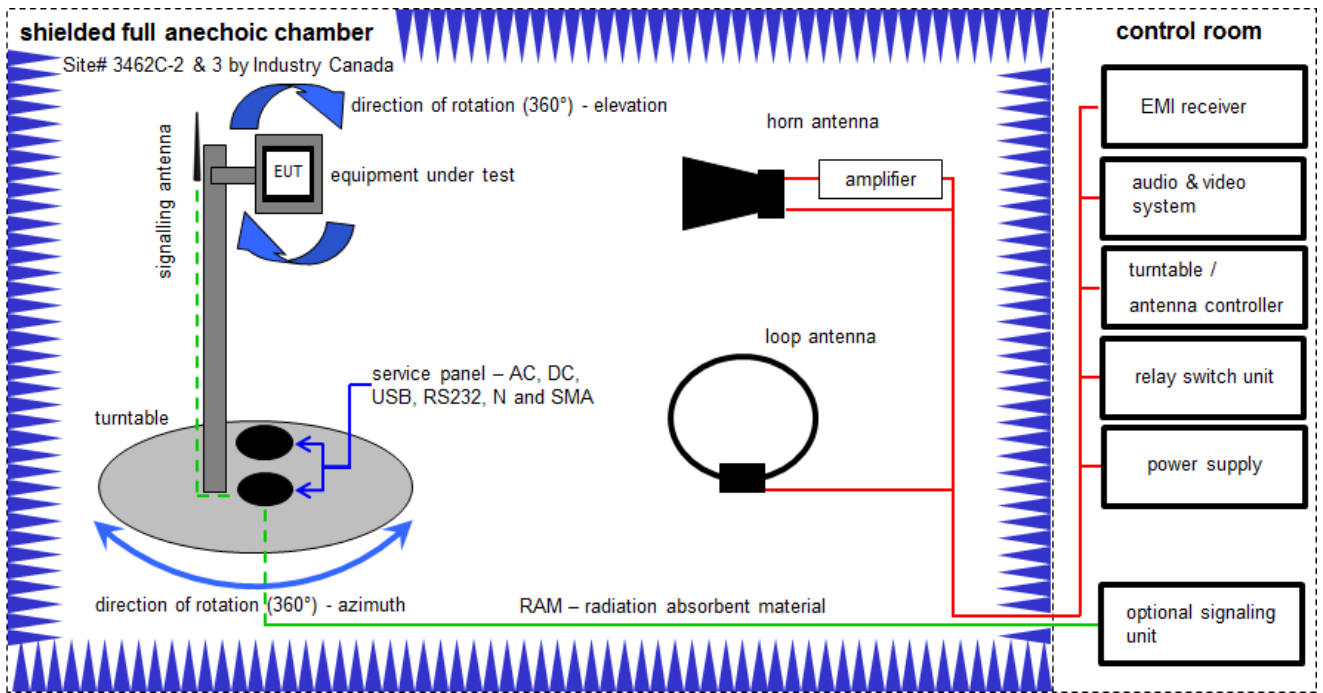 shielded full anechoic chamber
Site# 3462C-2 & 3 by Industry Canada
direction of rotation (360°) - elevation
signalling antenna
EUT
equipment under test
horn antenna
amplifier
loop antenna
service panel – AC, DC,
USB, RS232, N and SMA
turntable
direction of rotation (360°) - azimuth
RAM – radiation absorbent material
control room
EMI receiver
audio & video
system
turntable /
antenna controller
relay switch unit
power supply
optional signaling
unit